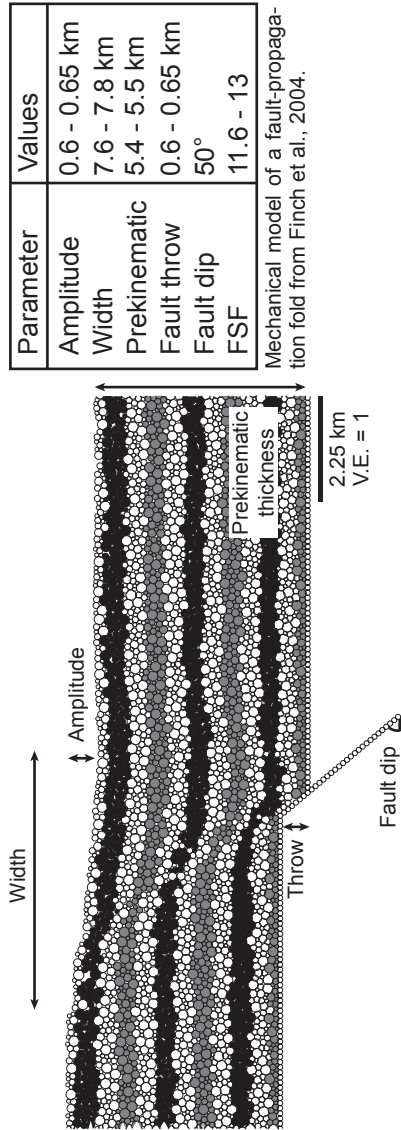 Width
Amplitude
Throw
Prekinematic
thickness
Fault dip
2.25 km
V.E. = 1
Parameter Values
Amplitude 0.6 - 0.65 km
Width 7.6 - 7.8 km
Prekinematic 5.4 - 5.5 km
Fault throw 0.6 - 0.65 km
Fault dip 50°
FSF 11.6 - 13
Mechanical model of a fault-propaga-
tion fold from Finch et al., 2004.